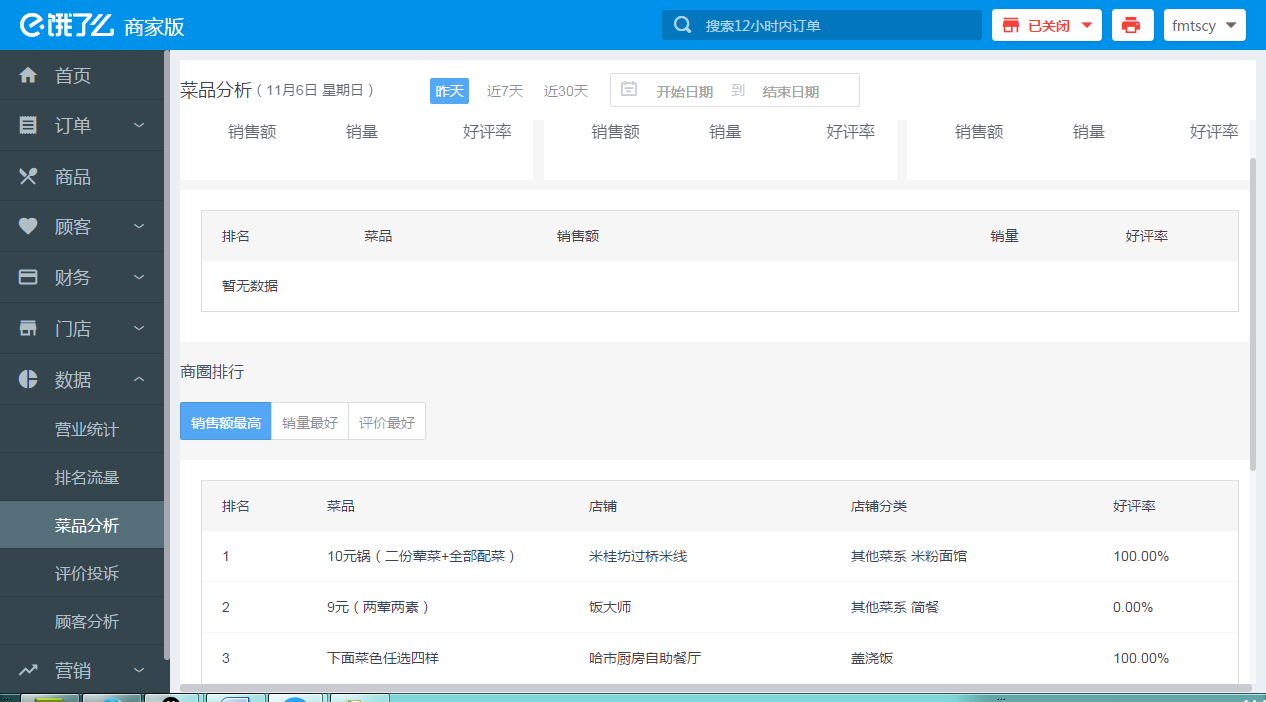 饿了么 商家版
搜索12小时内订单
已关闭
fmtscy
首页
订单
商品
顾客
财务
门店
数据
营业统计
排名流量
菜品分析
评价投诉
顾客分析
营销
菜品分析（11月6日 星期日）
昨天 近7天 近30天 开始日期 到 结束日期
销售额 销量 好评率 销售额 销量 好评率 销售额 销量 好评率
排名 菜品 销售额 销量 好评率
暂无数据
商圈排行
销售额最高 销量最好 评价最好
排名 菜品 店铺 店铺分类 好评率
1 10元锅（二份荤菜+全部配菜） 米桂坊过桥米线 其他菜系 米粉面馆 100.00%
2 9元（两荤两素） 饭大师 其他菜系 简餐 0.00%
3 下面菜色任选四样 哈市厨房自助餐厅 盖浇饭 100.00%